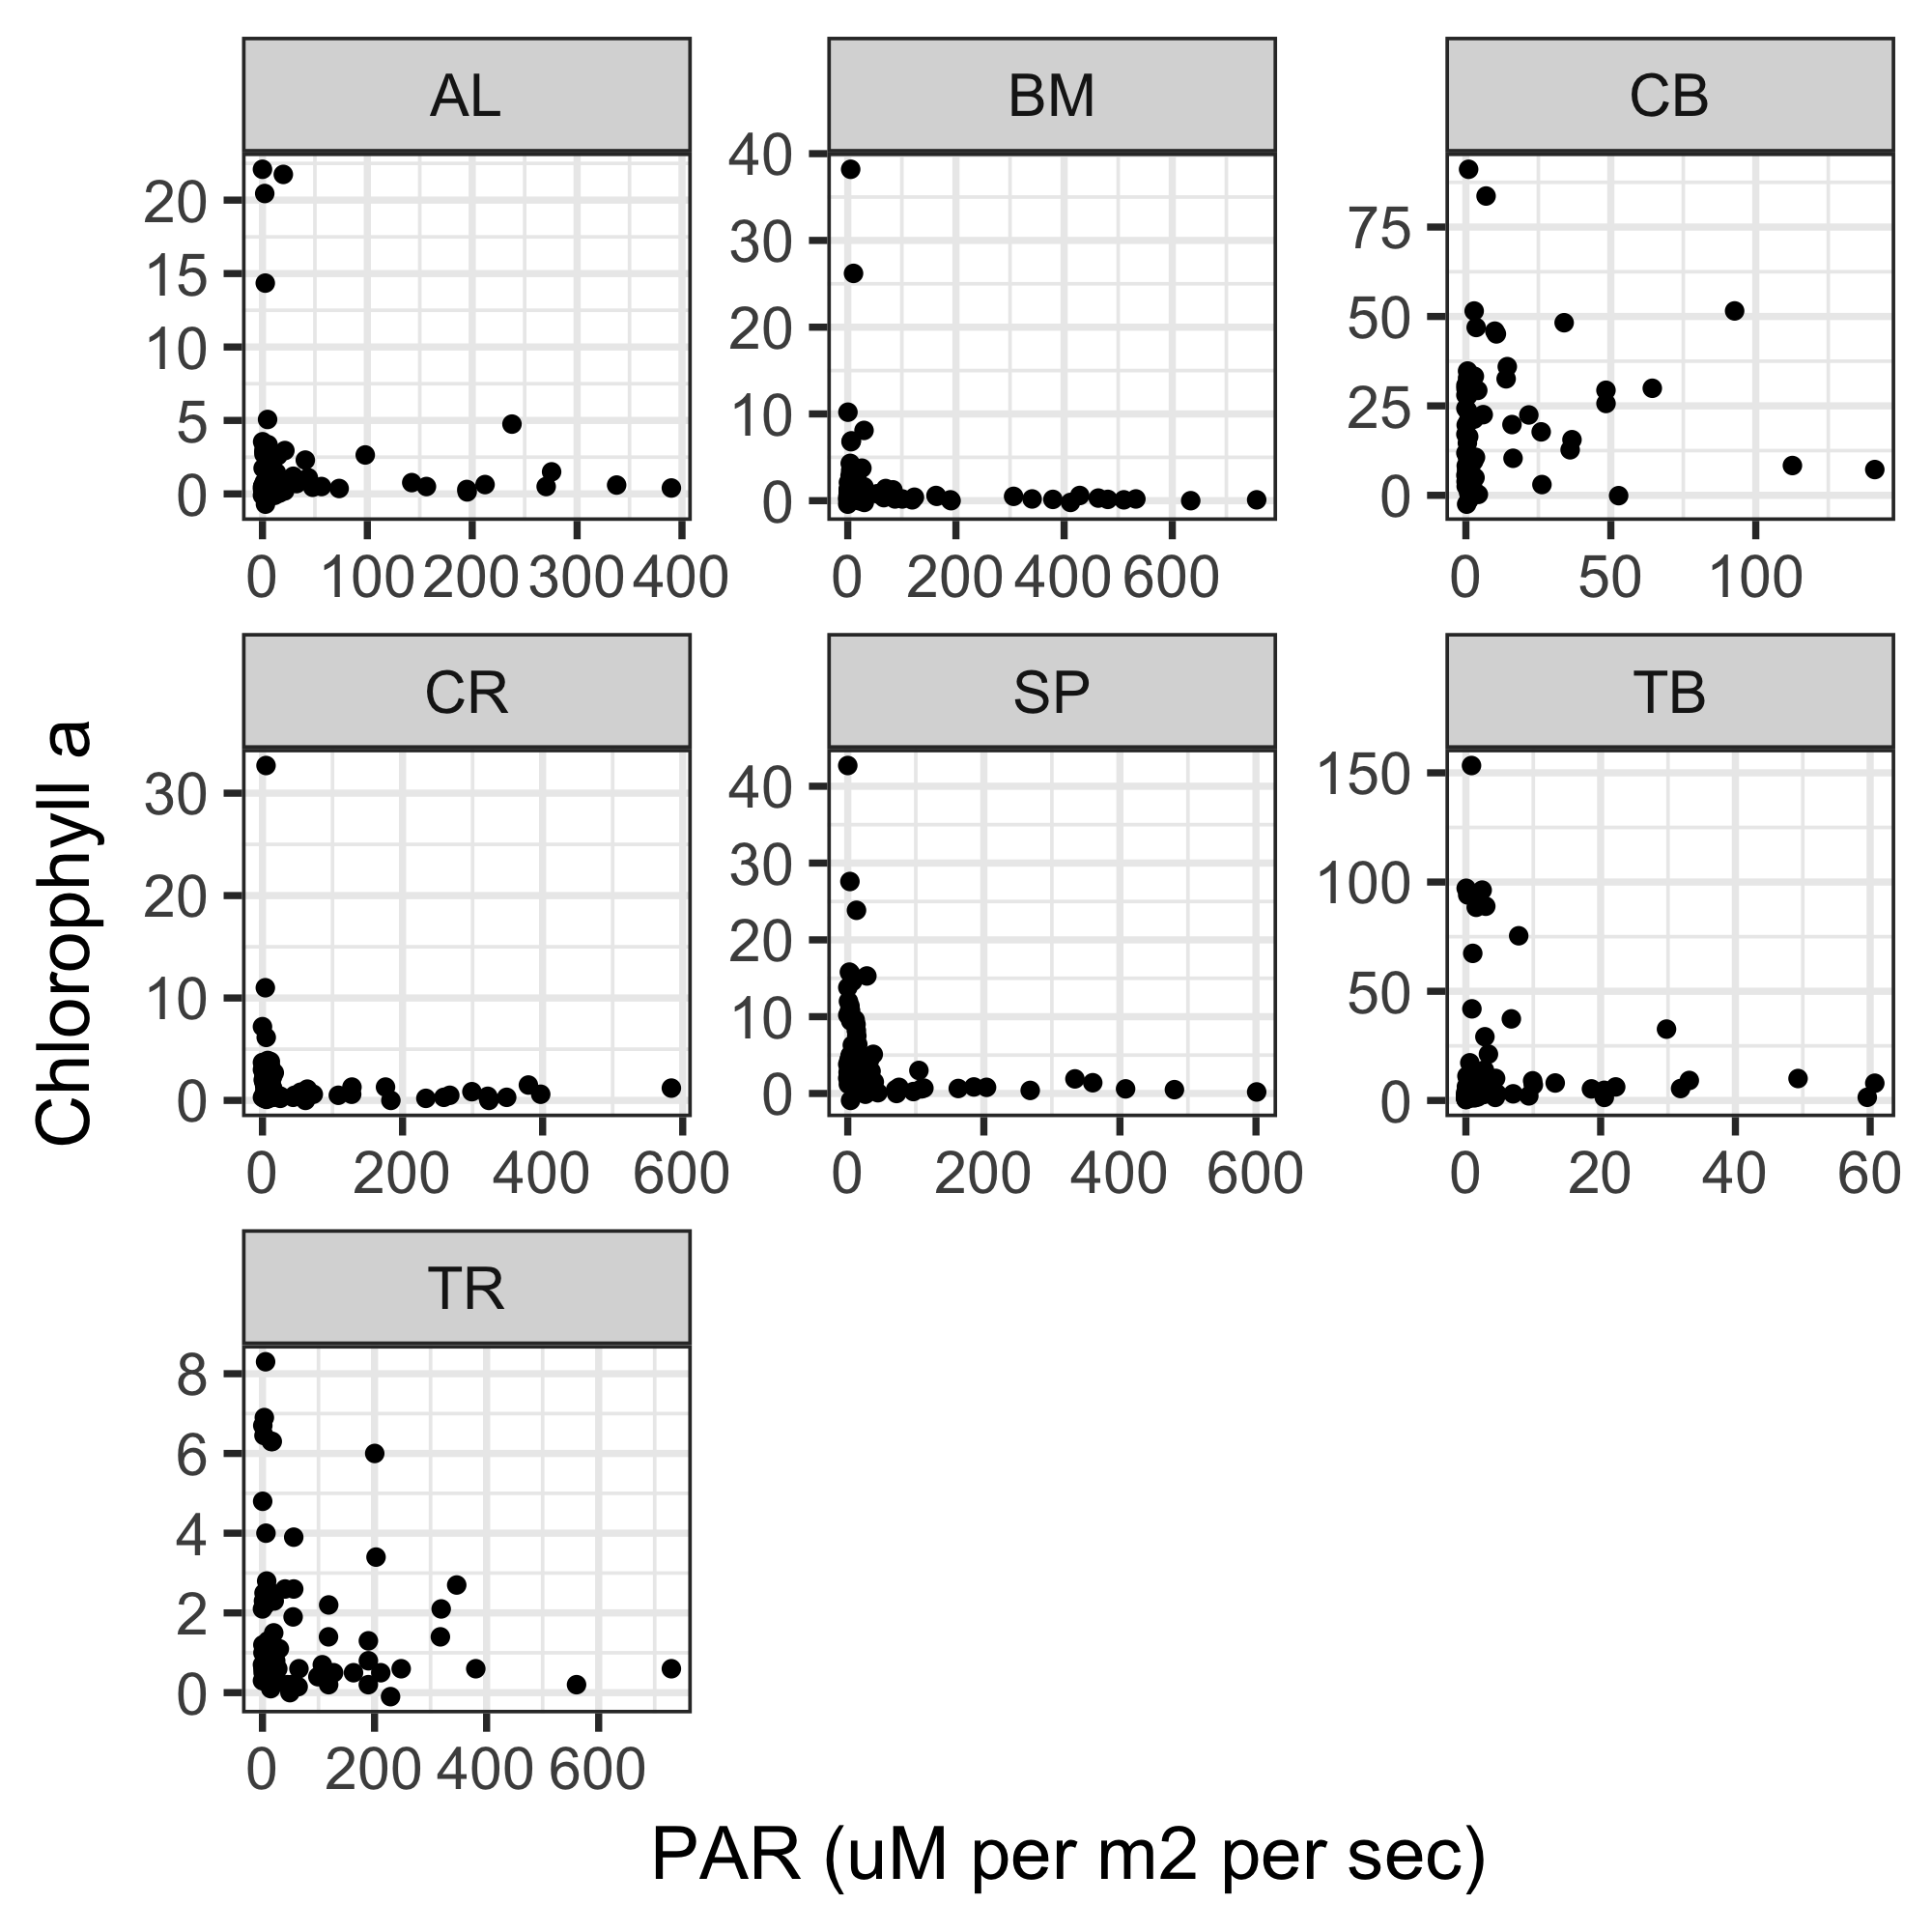 AL BM CB
20 15 10 5 0
40 30 20 10 0
75 50 25 0
0 100 200 300 400
0 200 400 600
0 50 100
CR SP TB
30 20 10 0
40 30 20 10 0
150 100 50 0
0 200 400 600
0 200 400 600
0 20 40 60
TR
8 6 4 2 0
0 200 400 600
Chlorophyll a
PAR (uM per m2 per sec)